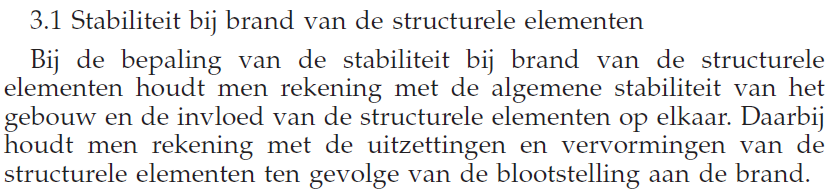 3.1 Stabiliteit bij brand van de structurele elementen
Bij de bepaling van de stabiliteit bij brand van de structurele
elementen houdt men rekening met de algemene stabiliteit van het
gebouw en de invloed van de structurele elementen op elkaar. Daarbij
houdt men rekening met de uitzettingen en vervormingen van de
structurele elementen ten gevolge van de blootstelling aan de brand.